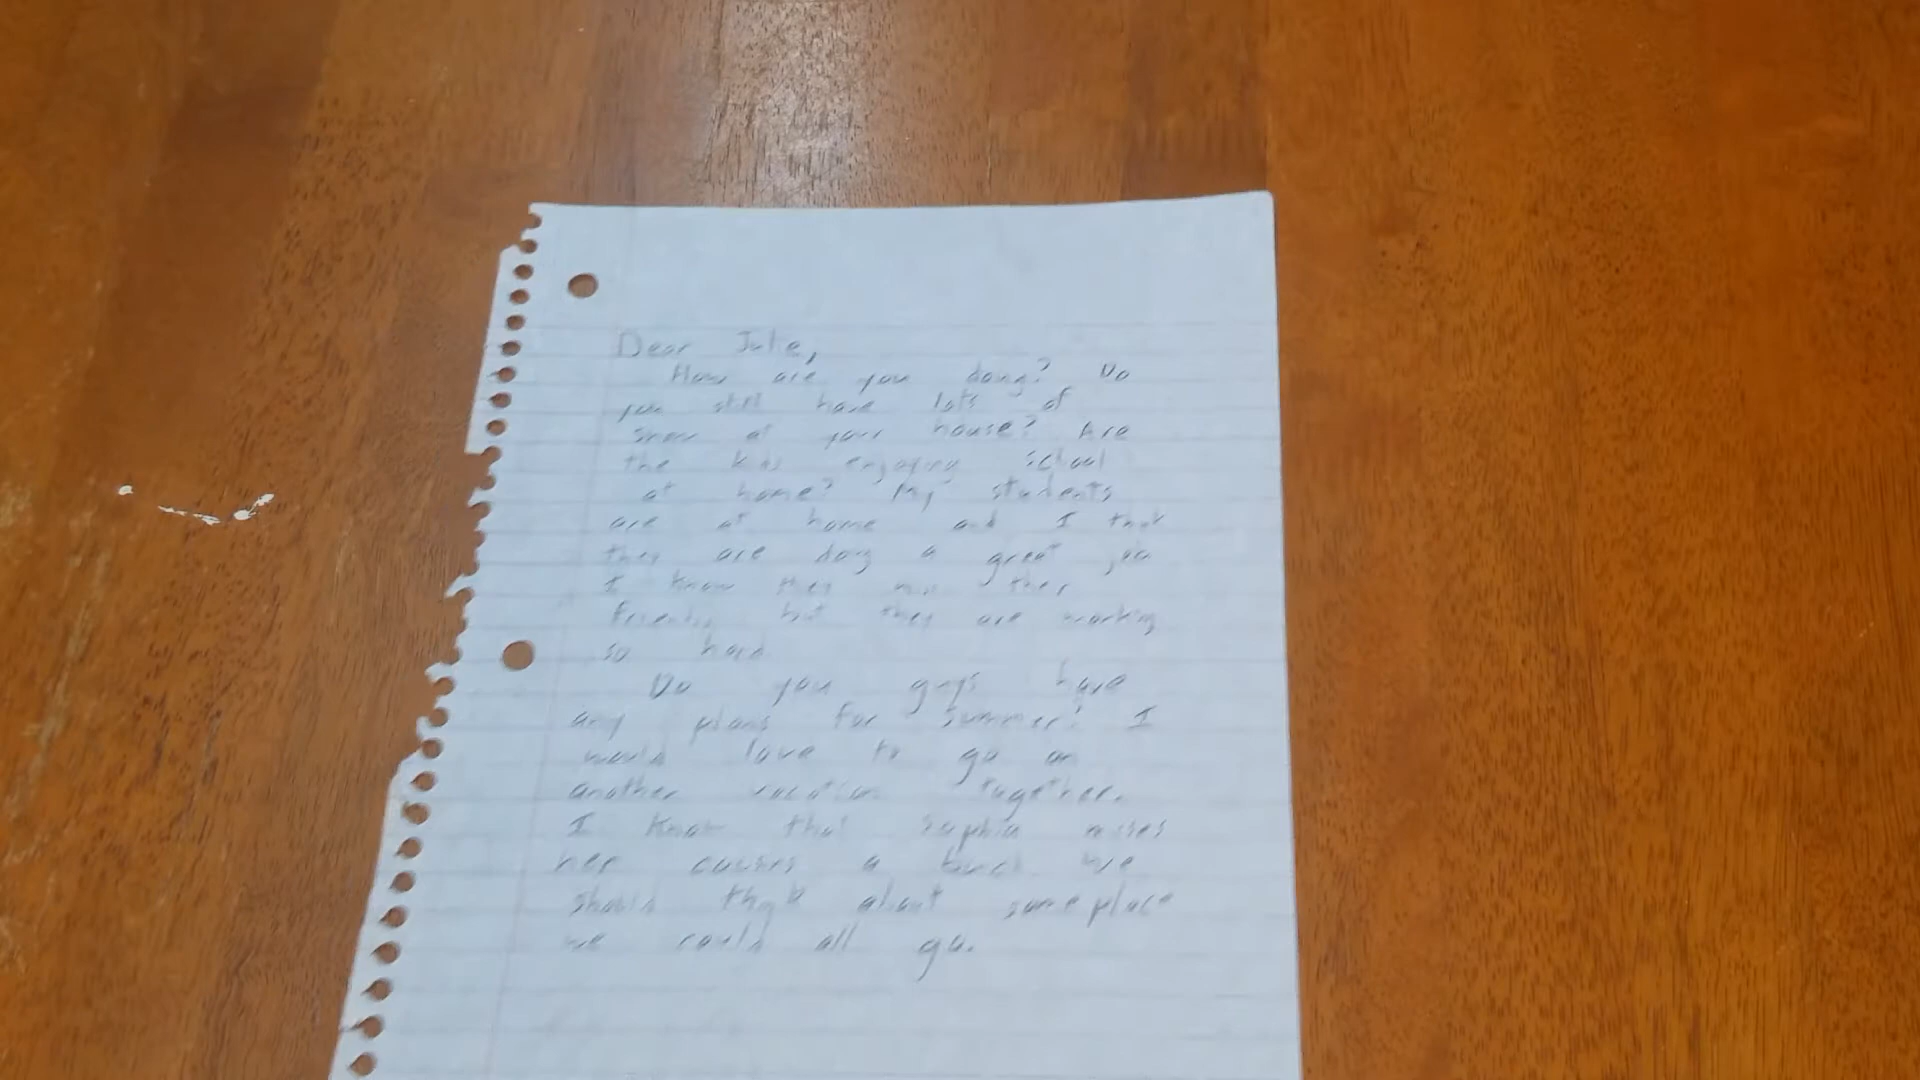 Dear Julie,
How are you doing? Do
you still have lots of
snow at your house? Are
the kids enjoying school
at home? My students
are at home and I think
they are doing a great job
I know they miss their
friends, but they are working
so hard
Do you guys have
any plans for summer? I
would love to go on
another vacation together.
I know that Sophia misses
her cousins a bunch. We
should think about someplace
we could all go.